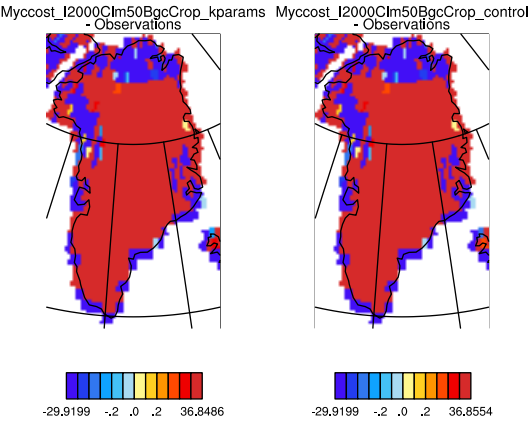 Myccost_I2000Clm50BgcCrop_kparams
- Observations
Myccost_I2000Clm50BgcCrop_control
- Observations
-29.9199 -.2 .0 .2 36.8486
-29.9199 -.2 .0 .2 36.8554